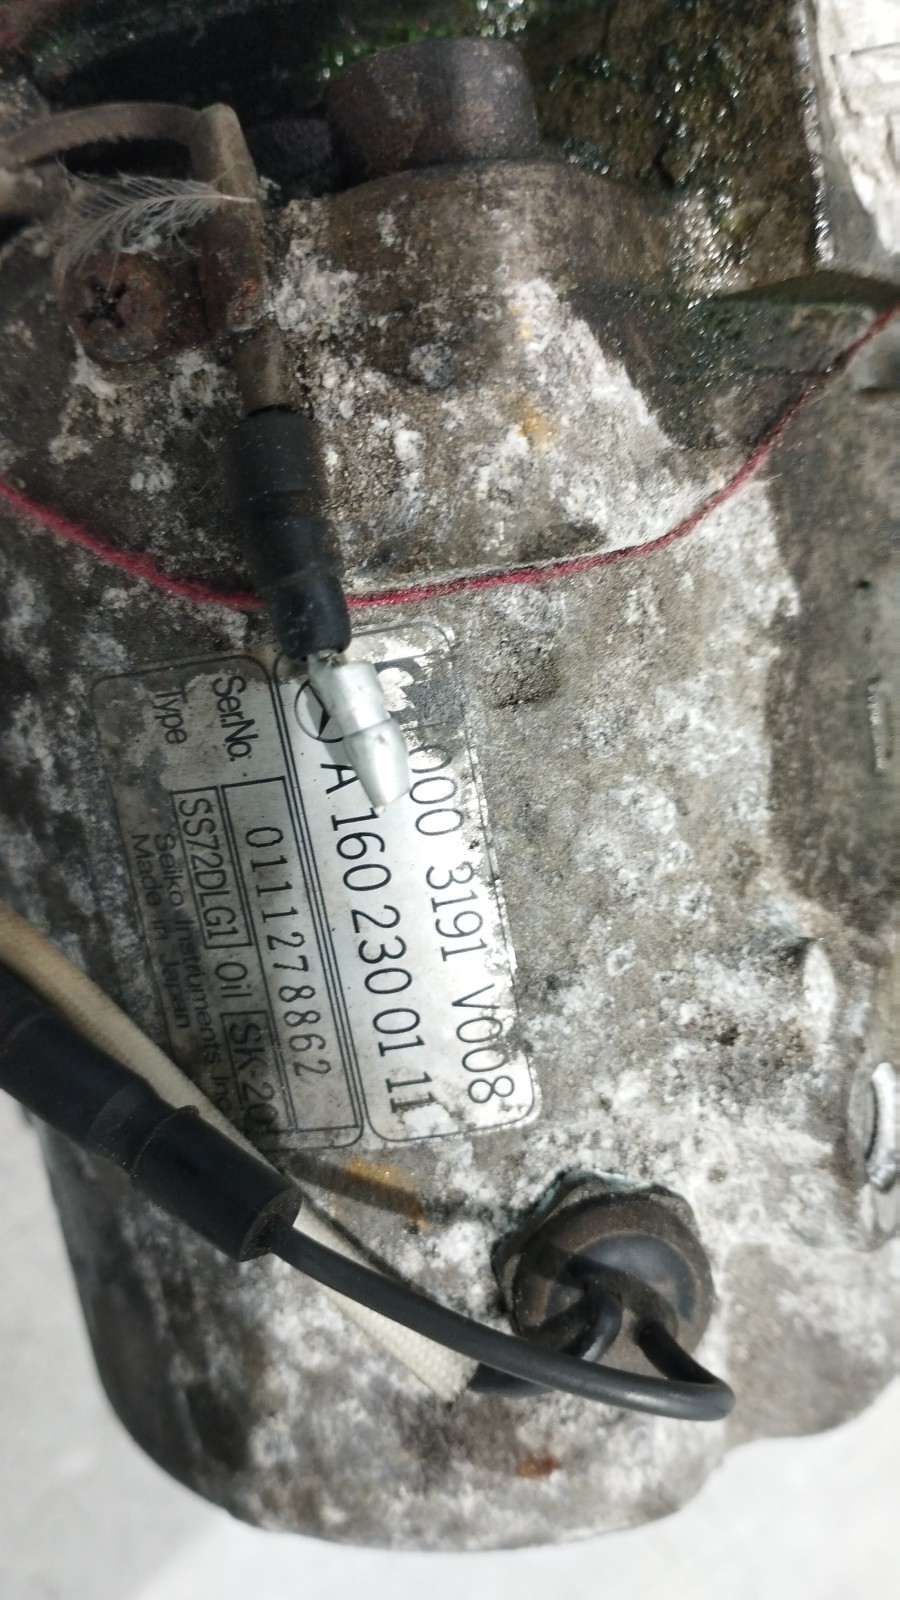 000 3191 V008
A 160 230 01 11
Ser.No. 0111278862
Type SS72DLG1 Oil SK-20
Seiko Instruments Inc
Made in Japan